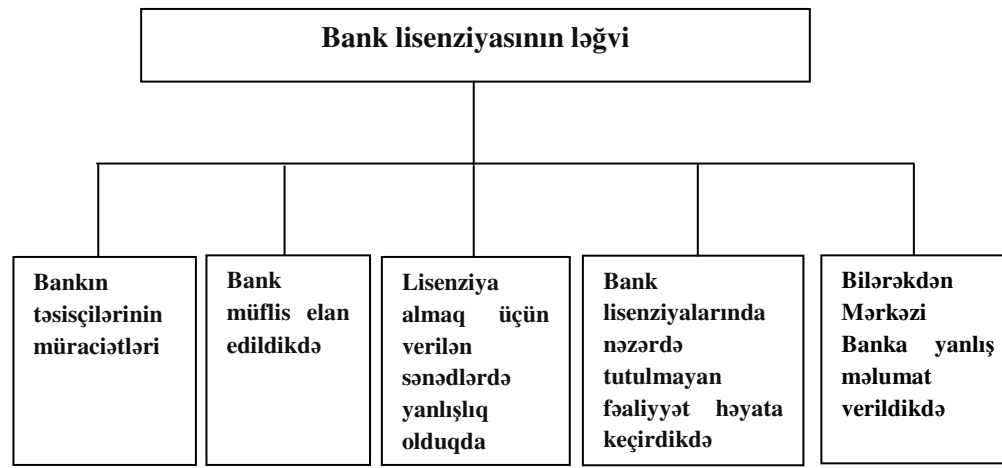 Bank lisenziyasının ləğvi
Bankın
təsisçilərinin
müraciətləri
Bank
müflis elan
edildikdə
Lisenziya
almaq üçün
verilən
sənədlərdə
yanlışlıq
olduqda
Bank
lisenziyalarında
nəzərdə
tutulmayan
fəaliyyət həyata
keçirdikdə
Bilərəkdən
Mərkəzi
Banka yanlış
məlumat
verildikdə